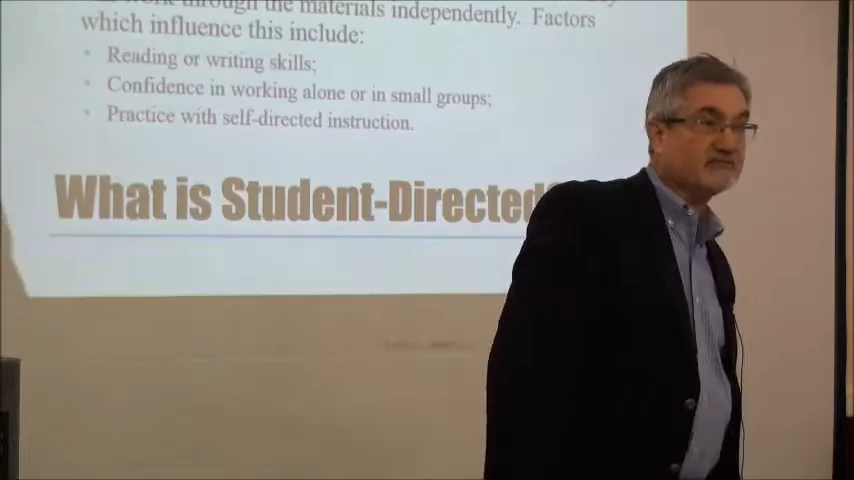 work through the materials independently. Factors
which influence this include:
• Reading or writing skills;
• Confidence in working alone or in small groups;
• Practice with self-directed instruction.
What is Student-Directed?